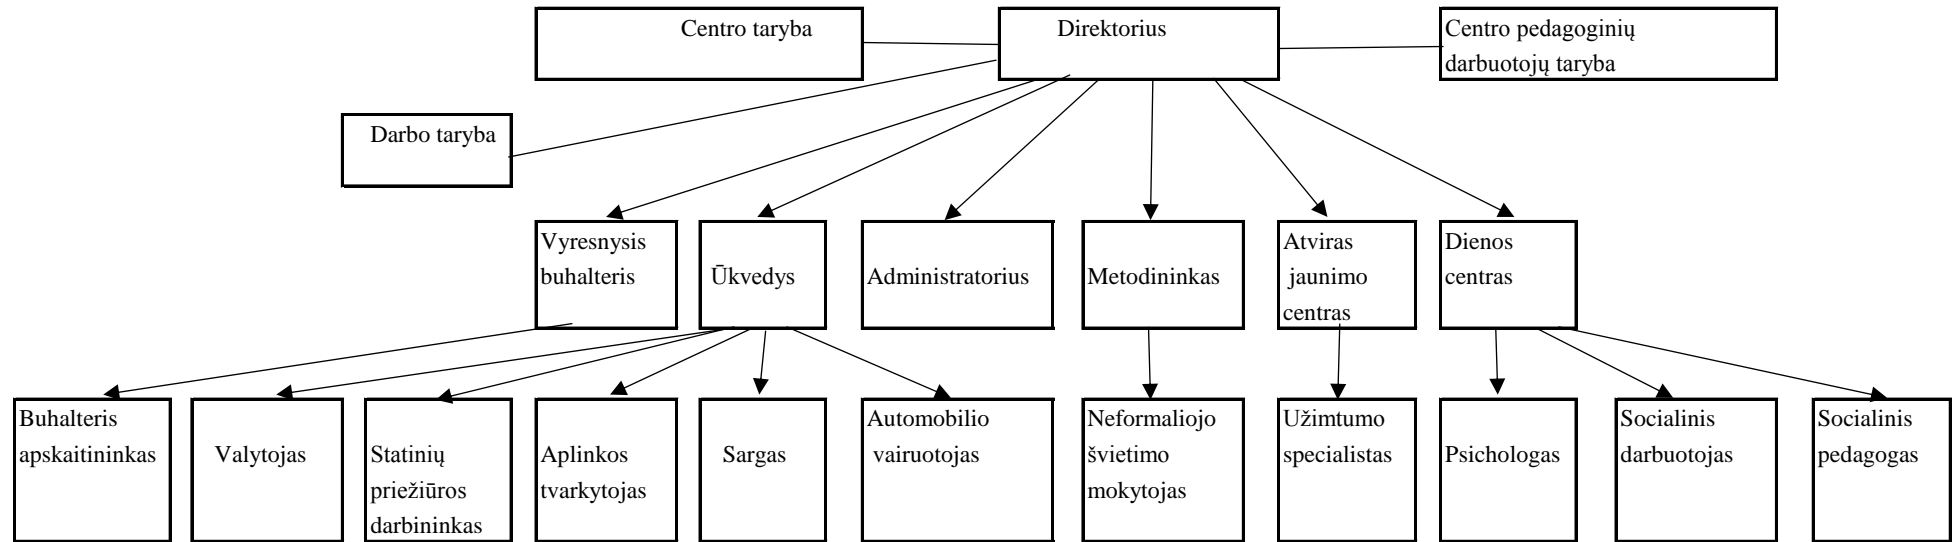 Centro taryba
Direktorius
Centro pedagoginių
darbuotojų taryba
Darbo taryba
Vyresnysis
buhalteris
Ūkvedys
Administratorius
Metodininkas
Atviras
jaunimo
centras
Dienos
centras
Buhalteris
apskaitininkas
Valytojas
Statinių
priežiūros
darbininkas
Aplinkos
tvarkytojas
Sargas
Automobilio
vairuotojas
Neformaliojo
švietimo
mokytojas
Užimtumo
specialistas
Psichologas
Socialinis
darbuotojas
Socialinis
pedagogas